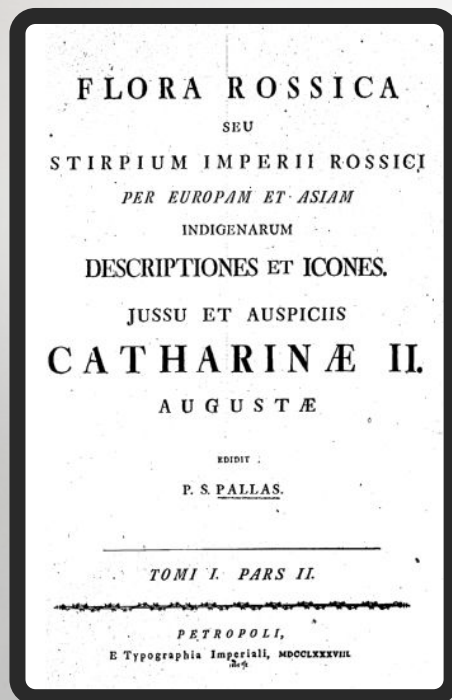 FLORA ROSSICA
SEU
STIRPIUM IMPERII ROSSICI
PER EUROPAM ET ASIAM
INDIGENARUM
DESCRIPTIONES ET ICONES.
JUSSU ET AUSPICIIS
CATHARINÆ II.
AUGUSTÆ
EDIDIT
P. S. PALLAS.
TOMI I. PARS II.
PETROPOLI,
E Typographia Imperiali, MDCCLXXXVIII.